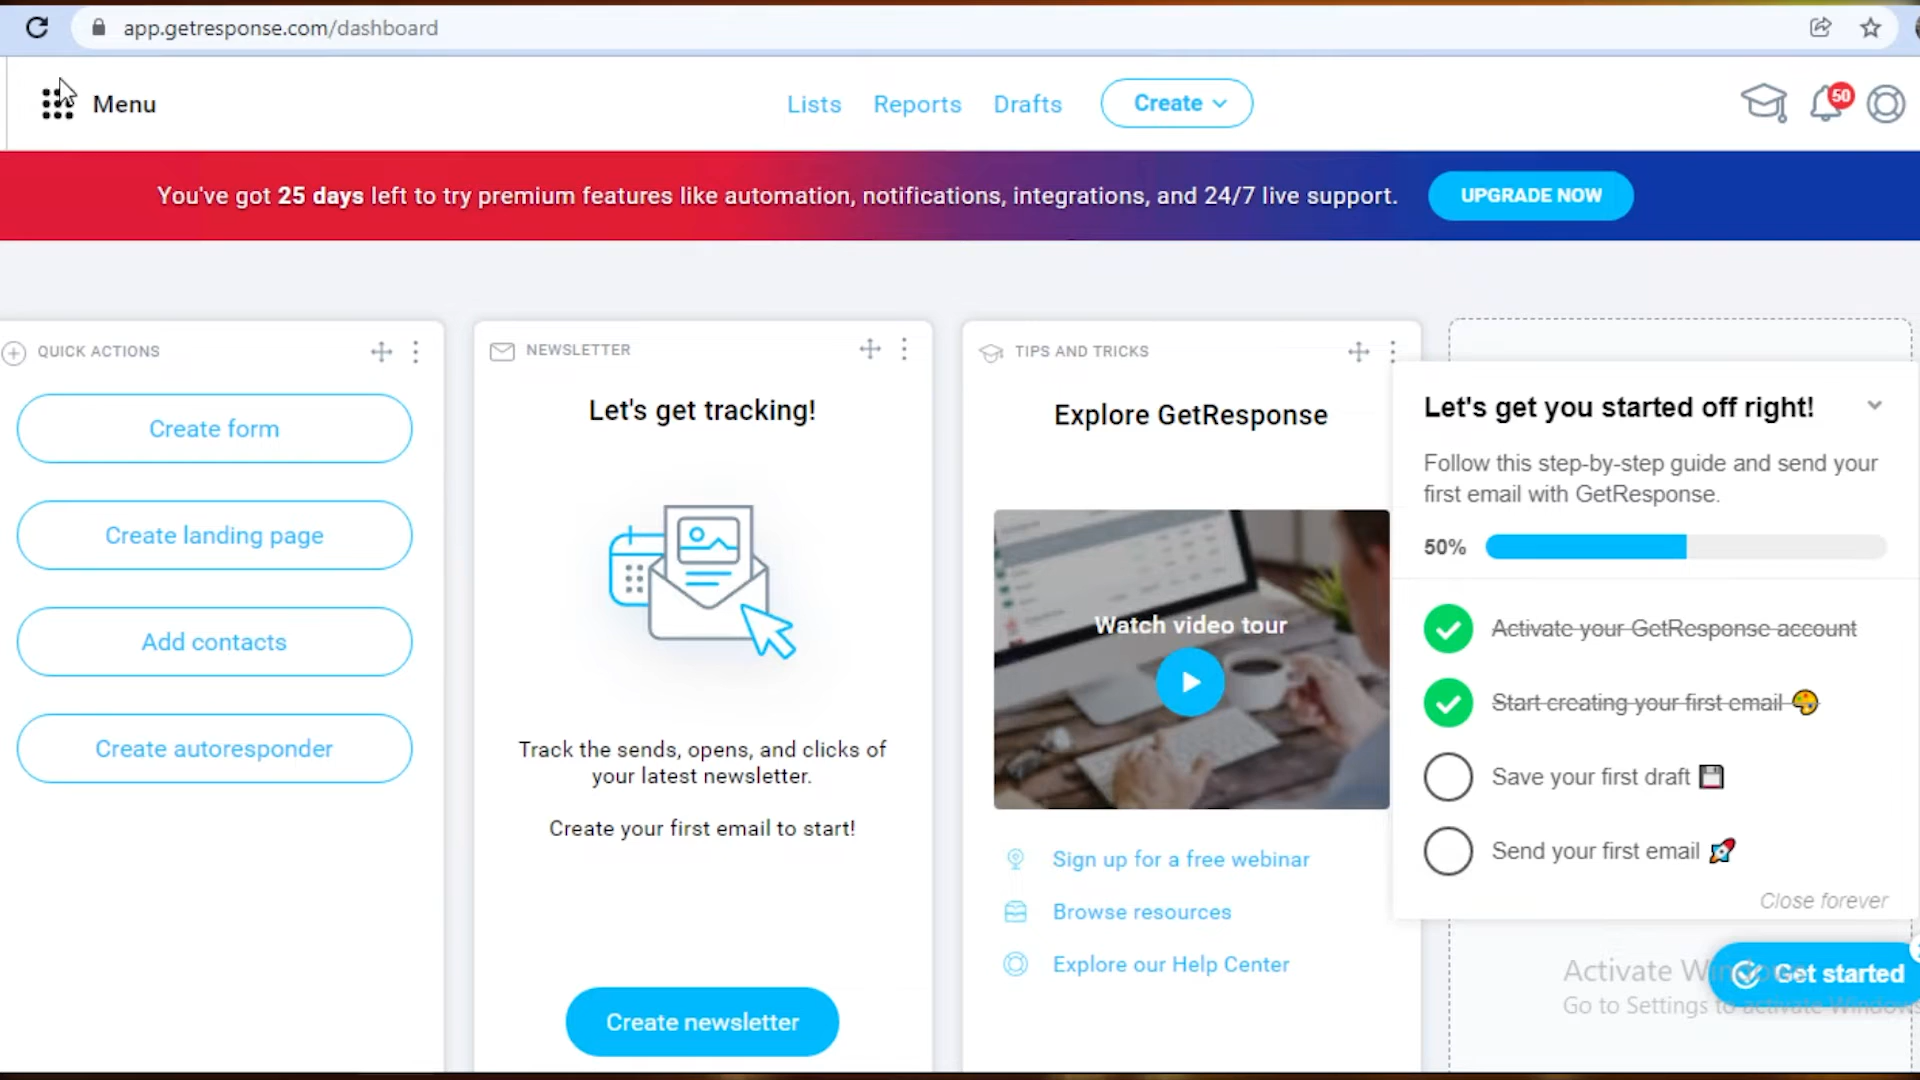 app.getresponse.com/dashboard
Menu
Lists
Reports
Drafts
Create
50
You've got 25 days left to try premium features like automation, notifications, integrations, and 24/7 live support.
UPGRADE NOW
QUICK ACTIONS
Create form
Create landing page
Add contacts
Create autoresponder
NEWSLETTER
Let's get tracking!
Track the sends, opens, and clicks of
your latest newsletter.
Create your first email to start!
Create newsletter
TIPS AND TRICKS
Explore GetResponse
Watch video tour
Sign up for a free webinar
Browse resources
Explore our Help Center
Let's get you started off right!
Follow this step-by-step guide and send your
first email with GetResponse.
50%
Activate your GetResponse account
Start creating your first email
Save your first draft
Send your first email
Close forever
Get started
Activate Windows
Go to Settings to activate Windows